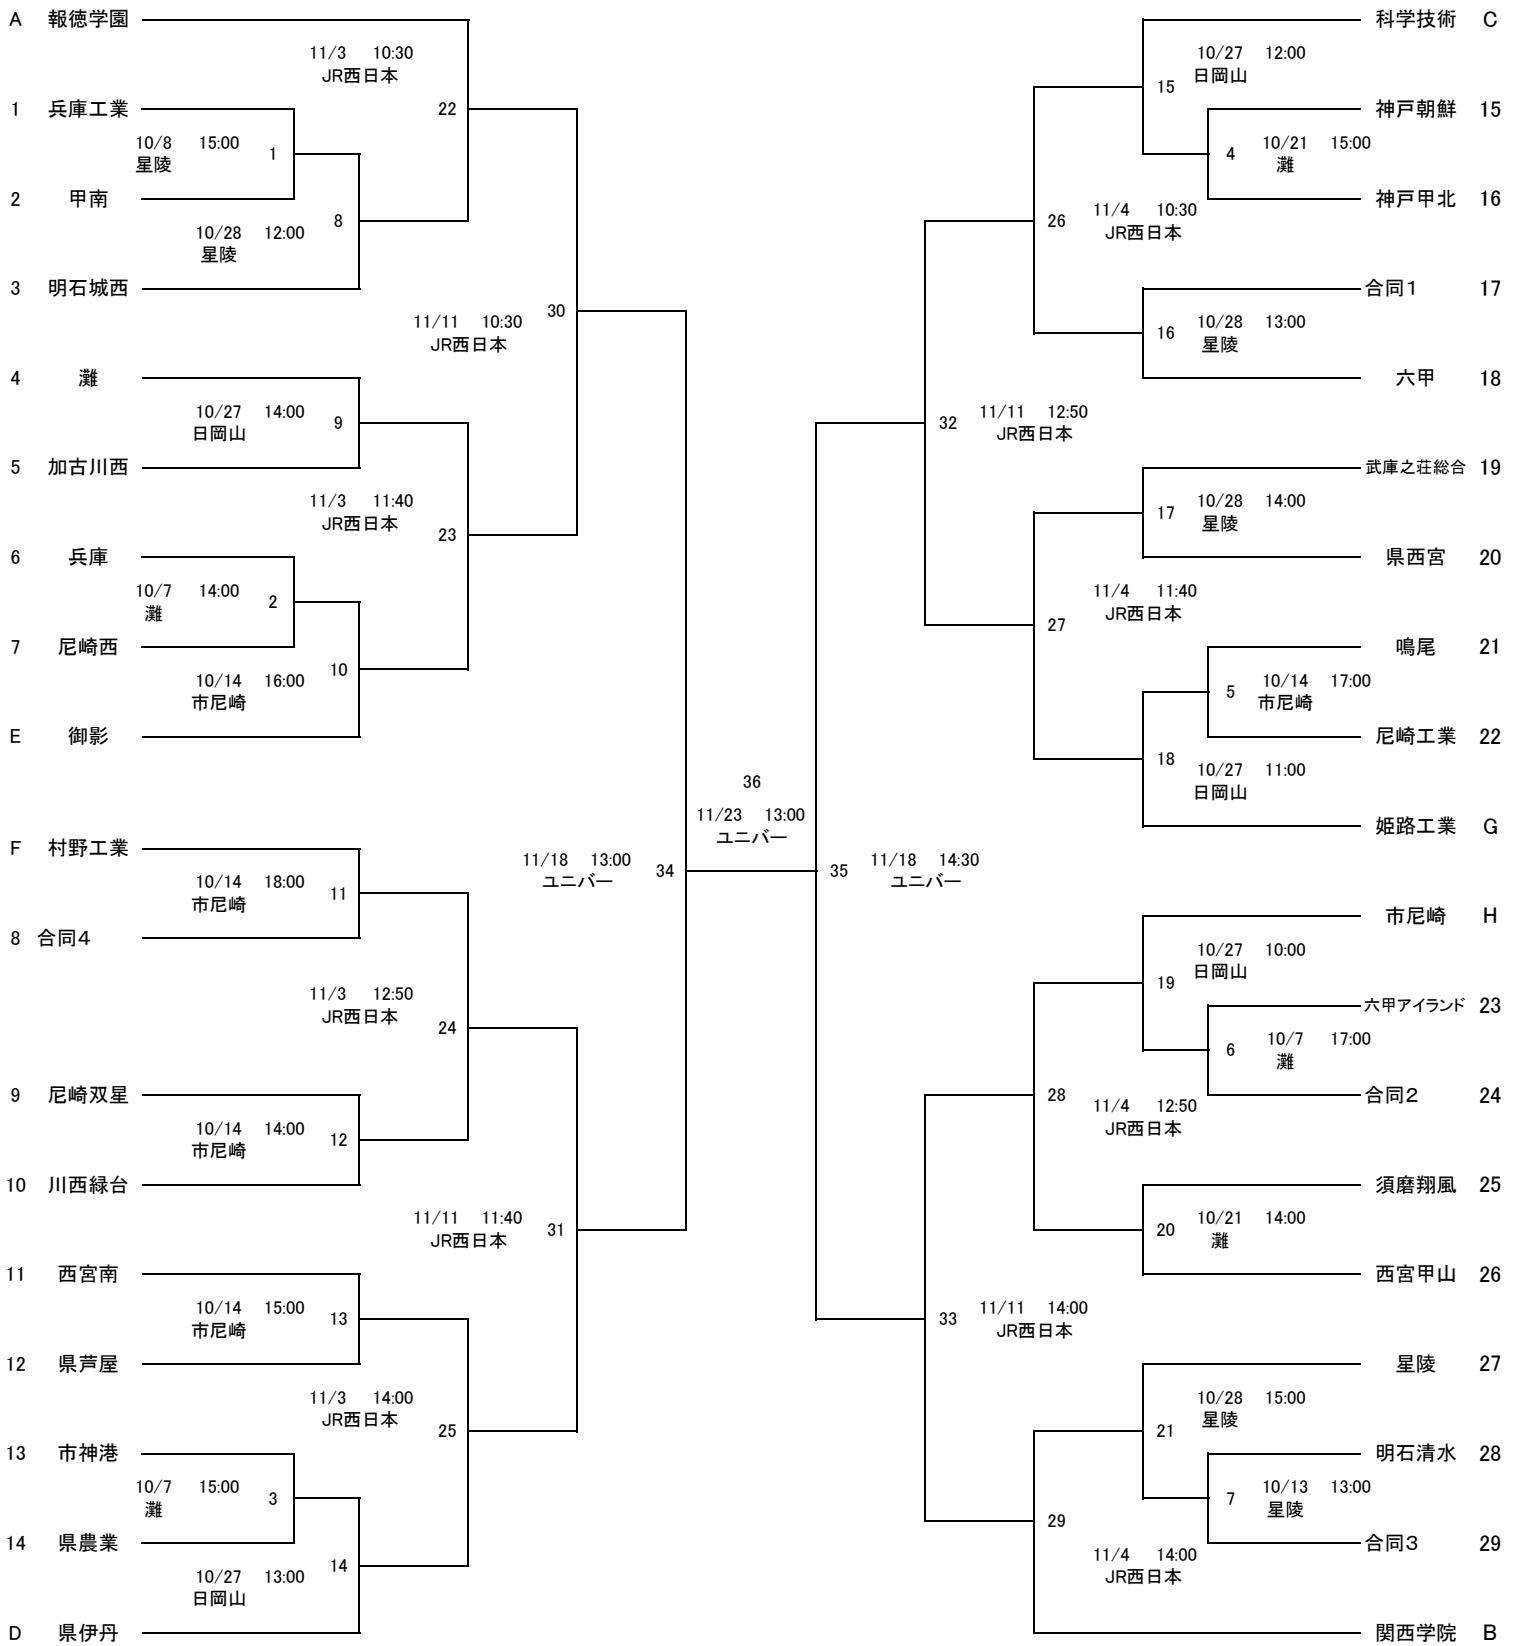 A 報徳学園
11/3 10:30
JR西日本
22
1 兵庫工業
10/8 15:00
星陵
1
2 甲南
10/28 12:00
星陵
8
3 明石城西
11/11 10:30
JR西日本
30
4 灘
10/27 14:00
日岡山
9
5 加古川西
11/3 11:40
JR西日本
23
6 兵庫
10/7 14:00
灘
2
7 尼崎西
10/14 16:00
市尼崎
10
E 御影
F 村野工業
10/14 18:00
市尼崎
11
8 合同4
11/18 13:00
ユニバー
34
11/3 12:50
JR西日本
24
9 尼崎双星
10/14 14:00
市尼崎
12
10 川西緑台
11/11 11:40
JR西日本
31
11 西宮南
10/14 15:00
市尼崎
13
12 県芦屋
11/3 14:00
JR西日本
25
13 市神港
10/7 15:00
灘
3
14 県農業
10/27 13:00
日岡山
14
D 県伊丹
36
11/23 13:00
ユニバー
科学技術 C
10/27 12:00
日岡山
15
神戸朝鮮 15
10/21 15:00
灘
4
神戸甲北 16
11/4 10:30
JR西日本
26
合同1 17
10/28 13:00
星陵
16
六甲 18
11/11 12:50
JR西日本
32
武庫之荘総合 19
10/28 14:00
星陵
17
県西宮 20
11/4 11:40
JR西日本
27
鳴尾 21
10/14 17:00
市尼崎
5
尼崎工業 22
10/27 11:00
日岡山
18
姫路工業 G
11/18 14:30
ユニバー
35
市尼崎 H
10/27 10:00
日岡山
19
六甲アイランド 23
10/7 17:00
灘
6
合同2 24
11/4 12:50
JR西日本
28
須磨翔風 25
10/21 14:00
灘
20
西宮甲山 26
11/11 14:00
JR西日本
33
星陵 27
10/28 15:00
星陵
21
明石清水 28
10/13 13:00
星陵
7
合同3 29
11/4 14:00
JR西日本
29
関西学院 B